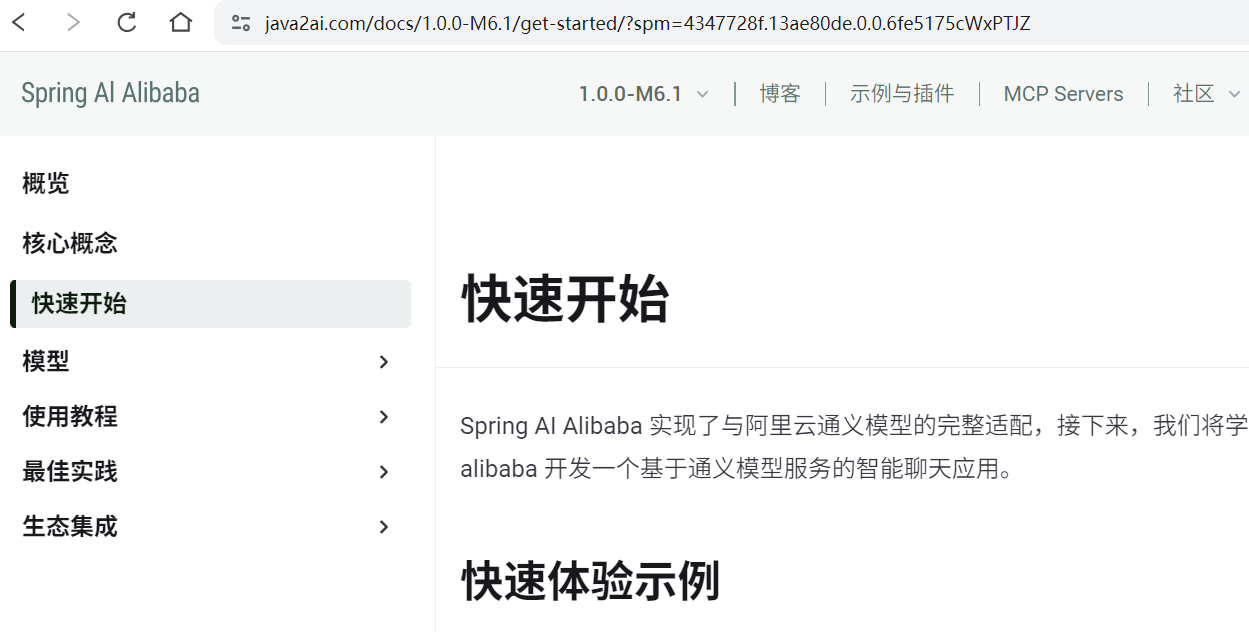 java2ai.com/docs/1.0.0-M6.1/get-started/?spm=4347728f.13ae80de.0.0.6fe5175cWxPTJZ
Spring AI Alibaba
1.0.0-M6.1
博客
示例与插件
MCP Servers
社区
概览
核心概念
快速开始
模型
使用教程
最佳实践
生态集成
快速开始
Spring AI Alibaba 实现了与阿里云通义模型的完整适配，接下来，我们将学
alibaba 开发一个基于通义模型服务的智能聊天应用。
快速体验示例